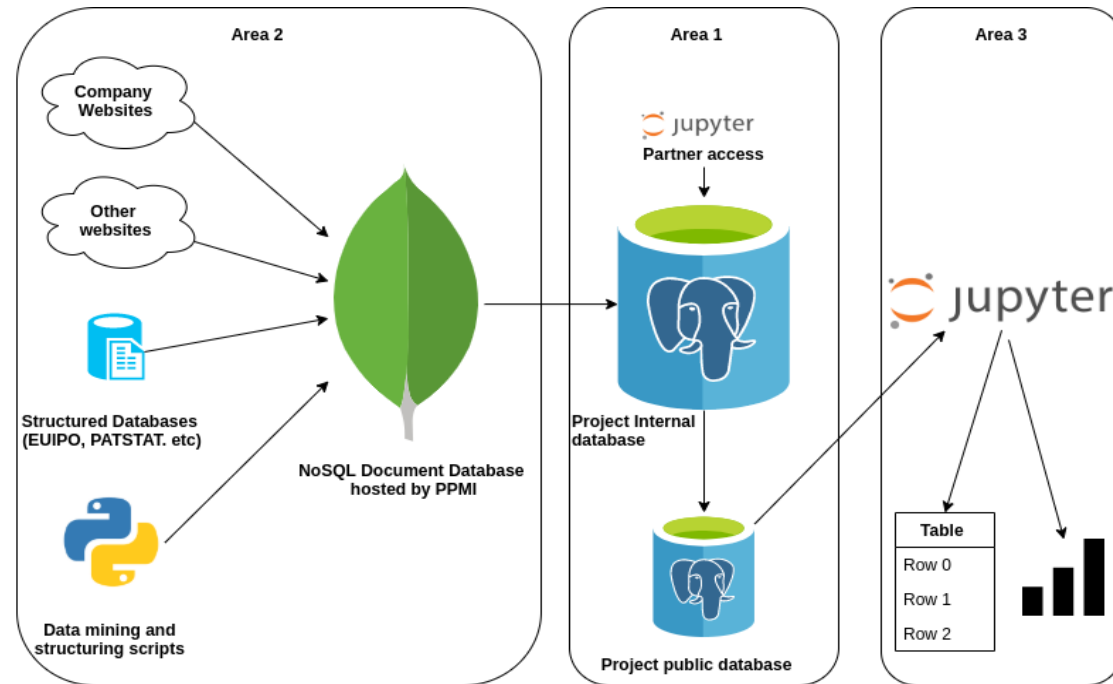 Area 2
Company
Websites
Other
websites
Structured Databases
(EUIPO, PATSTAT. etc)
Data mining and
structuring scripts
NoSQL Document Database
hosted by PPMI
Area 1
jupyter
Partner access
Project Internal
database
Project public database
Area 3
jupyter
Table
Row 0
Row 1
Row 2